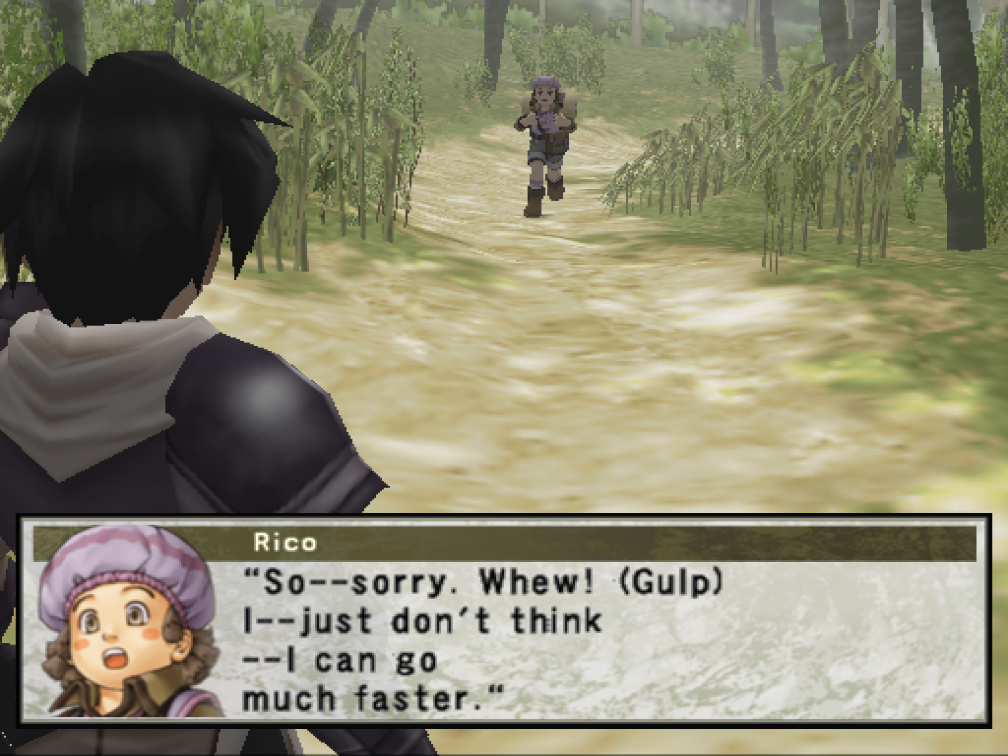 Rico
“So--sorry. Whew! (Gulp)
I--just don't think
--I can go
much faster.“